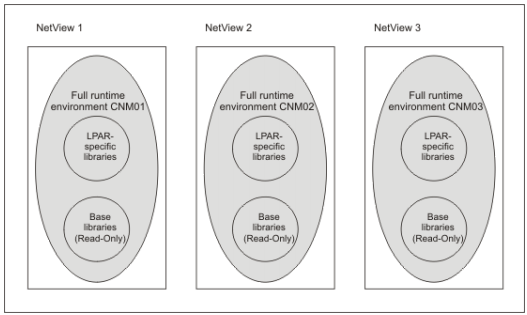 NetView 1
Full runtime
environment CNM01
LPAR-
specific
libraries
Base
libraries
(Read-Only)
NetView 2
Full runtime
environment CNM02
LPAR-
specific
libraries
Base
libraries
(Read-Only)
NetView 3
Full runtime
environment CNM03
LPAR-
specific
libraries
Base
libraries
(Read-Only)